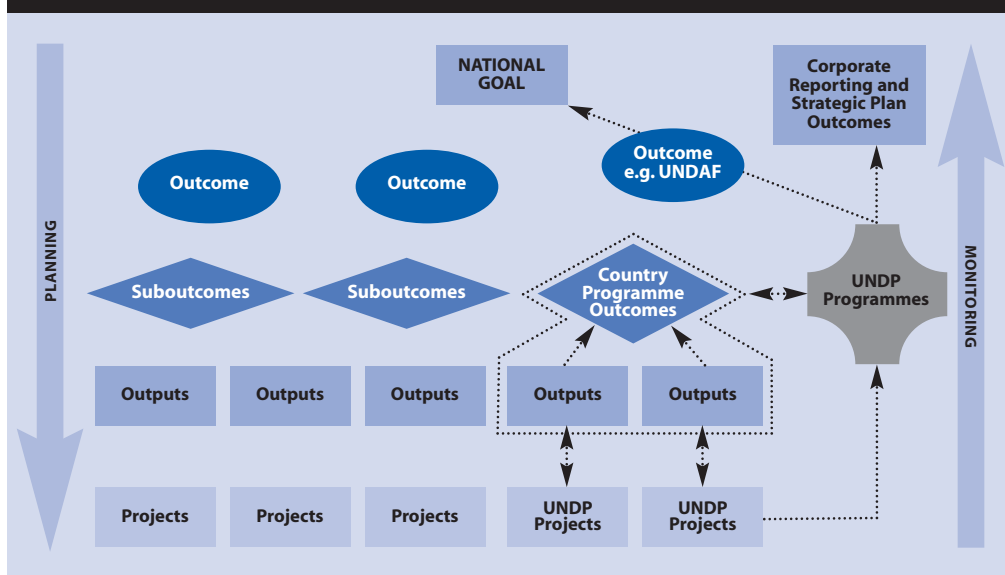 NATIONAL
GOAL
Corporate
Reporting and
Strategic Plan
Outcomes
Outcome
Outcome
Outcome
e.g. UNDAF
PLANNING
MONITORING
Suboutcomes
Suboutcomes
Country
Programme
Outcomes
UNDP
Programmes
Outputs
Outputs
Outputs
Outputs
Outputs
Projects
Projects
Projects
UNDP
Projects
UNDP
Projects